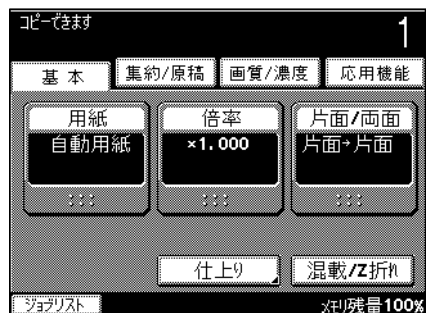 コピーできます
1
基本 集約/原稿 画質/濃度 応用機能
用紙 倍率 片面/両面
自動用紙 ×1.000 片面→片面
仕上り 混載/Z折れ
ジョブリスト メモリ残量100%